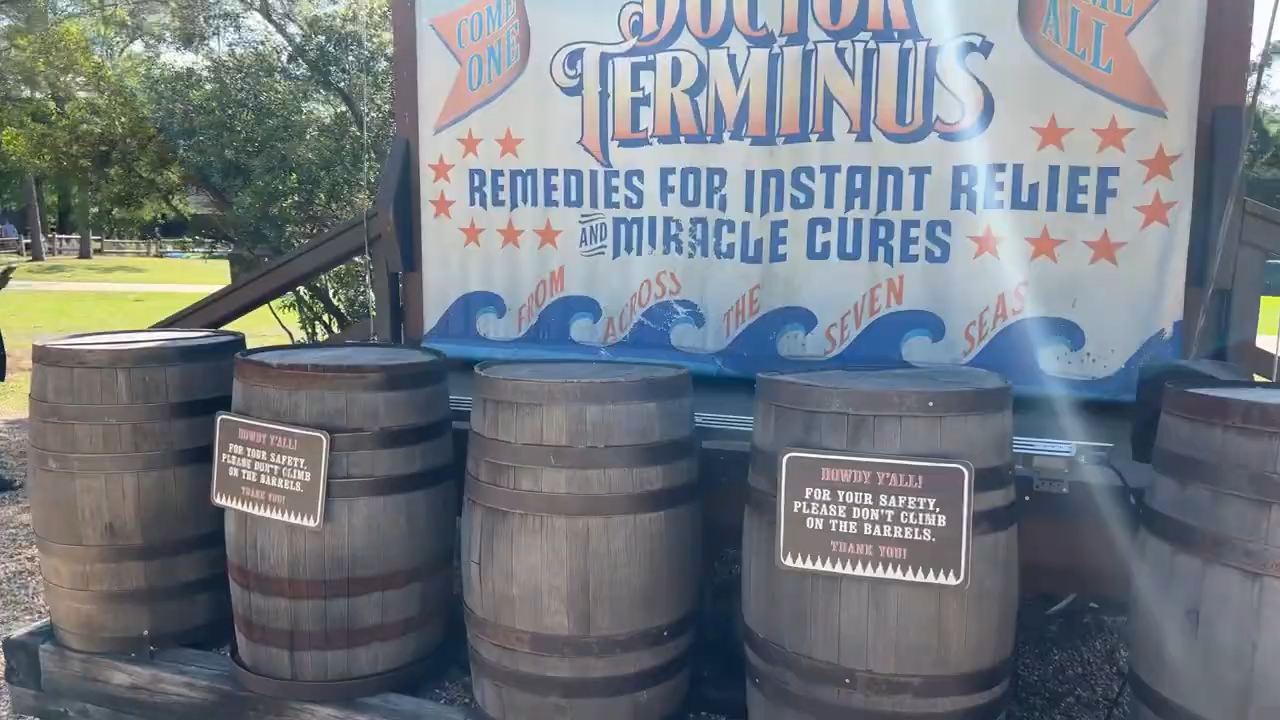 COME
ONE
DOCTOR
ALL
TERMINUS
REMEDIES FOR INSTANT RELIEF
AND MIRACLE CURES
FROM ACROSS THE SEVEN SEAS
HOWDY Y'ALL!
FOR YOUR SAFETY,
PLEASE DON'T CLIMB
ON THE BARRELS.
THANK YOU!
HOWDY Y'ALL!
FOR YOUR SAFETY,
PLEASE DON'T CLIMB
ON THE BARRELS.
THANK YOU!